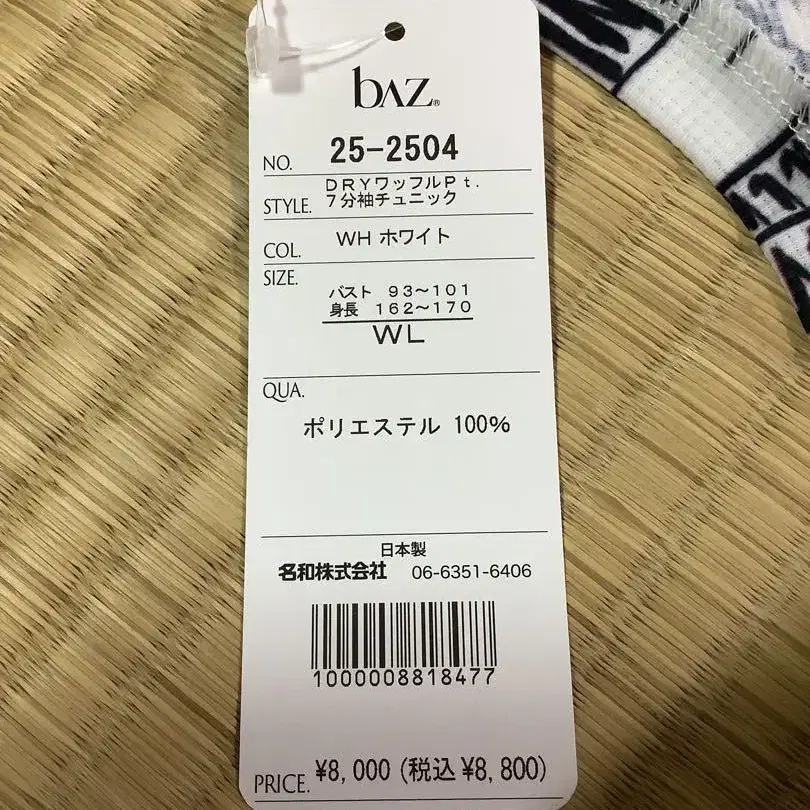 bAZ®
NO. 25-2504
DRYワッフルPt.
STYLE. 7分袖チュニック
COL. WH ホワイト
SIZE.
バスト 93～101
身長 162～170
WL
QUA.
ポリエステル 100%
日本製
名和株式会社 06-6351-6406
1000008818477
PRICE. ¥8,000 (税込¥8,800)